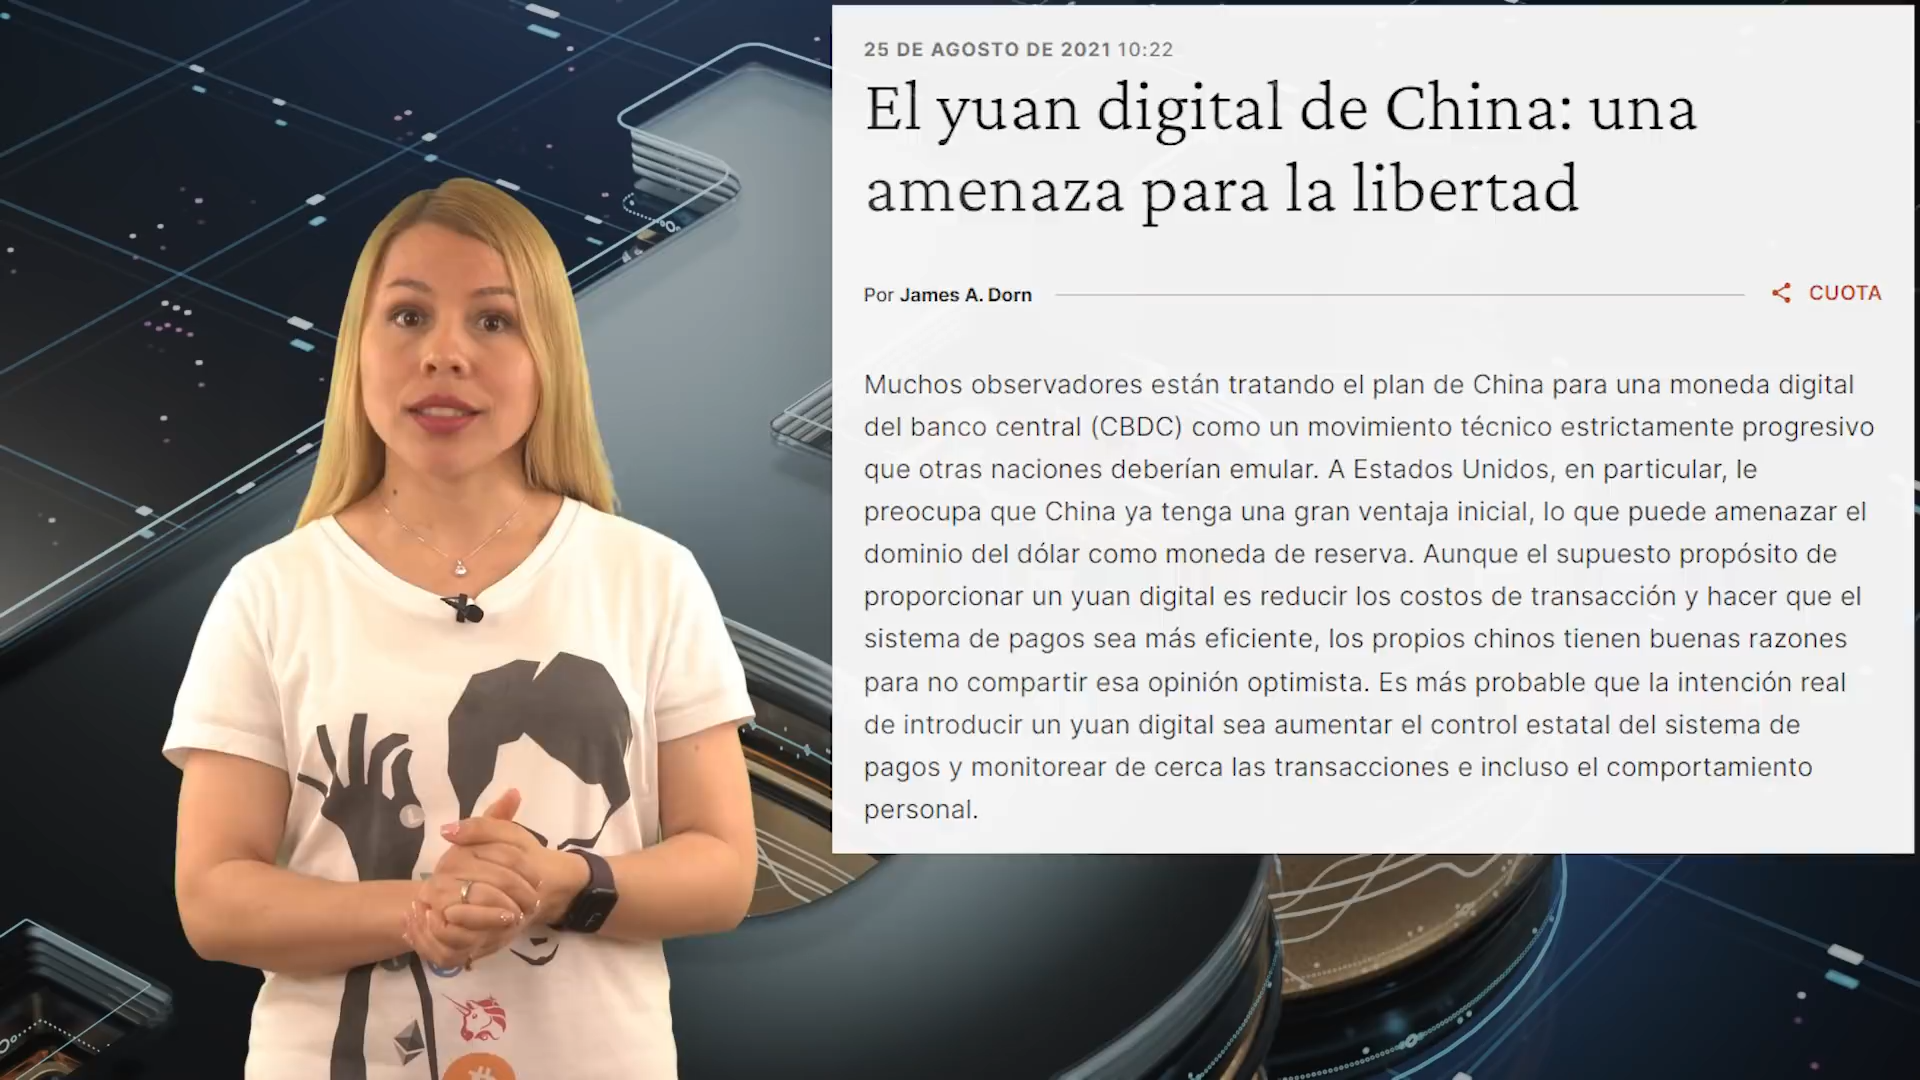 25 DE AGOSTO DE 2021 10:22
El yuan digital de China: una
amenaza para la libertad
Por James A. Dorn
CUOTA
Muchos observadores están tratando el plan de China para una moneda digital
del banco central (CBDC) como un movimiento técnico estrictamente progresivo
que otras naciones deberían emular. A Estados Unidos, en particular, le
preocupa que China ya tenga una gran ventaja inicial, lo que puede amenazar el
dominio del dólar como moneda de reserva. Aunque el supuesto propósito de
proporcionar un yuan digital es reducir los costos de transacción y hacer que el
sistema de pagos sea más eficiente, los propios chinos tienen buenas razones
para no compartir esa opinión optimista. Es más probable que la intención real
de introducir un yuan digital sea aumentar el control estatal del sistema de
pagos y monitorear de cerca las transacciones e incluso el comportamiento
personal.